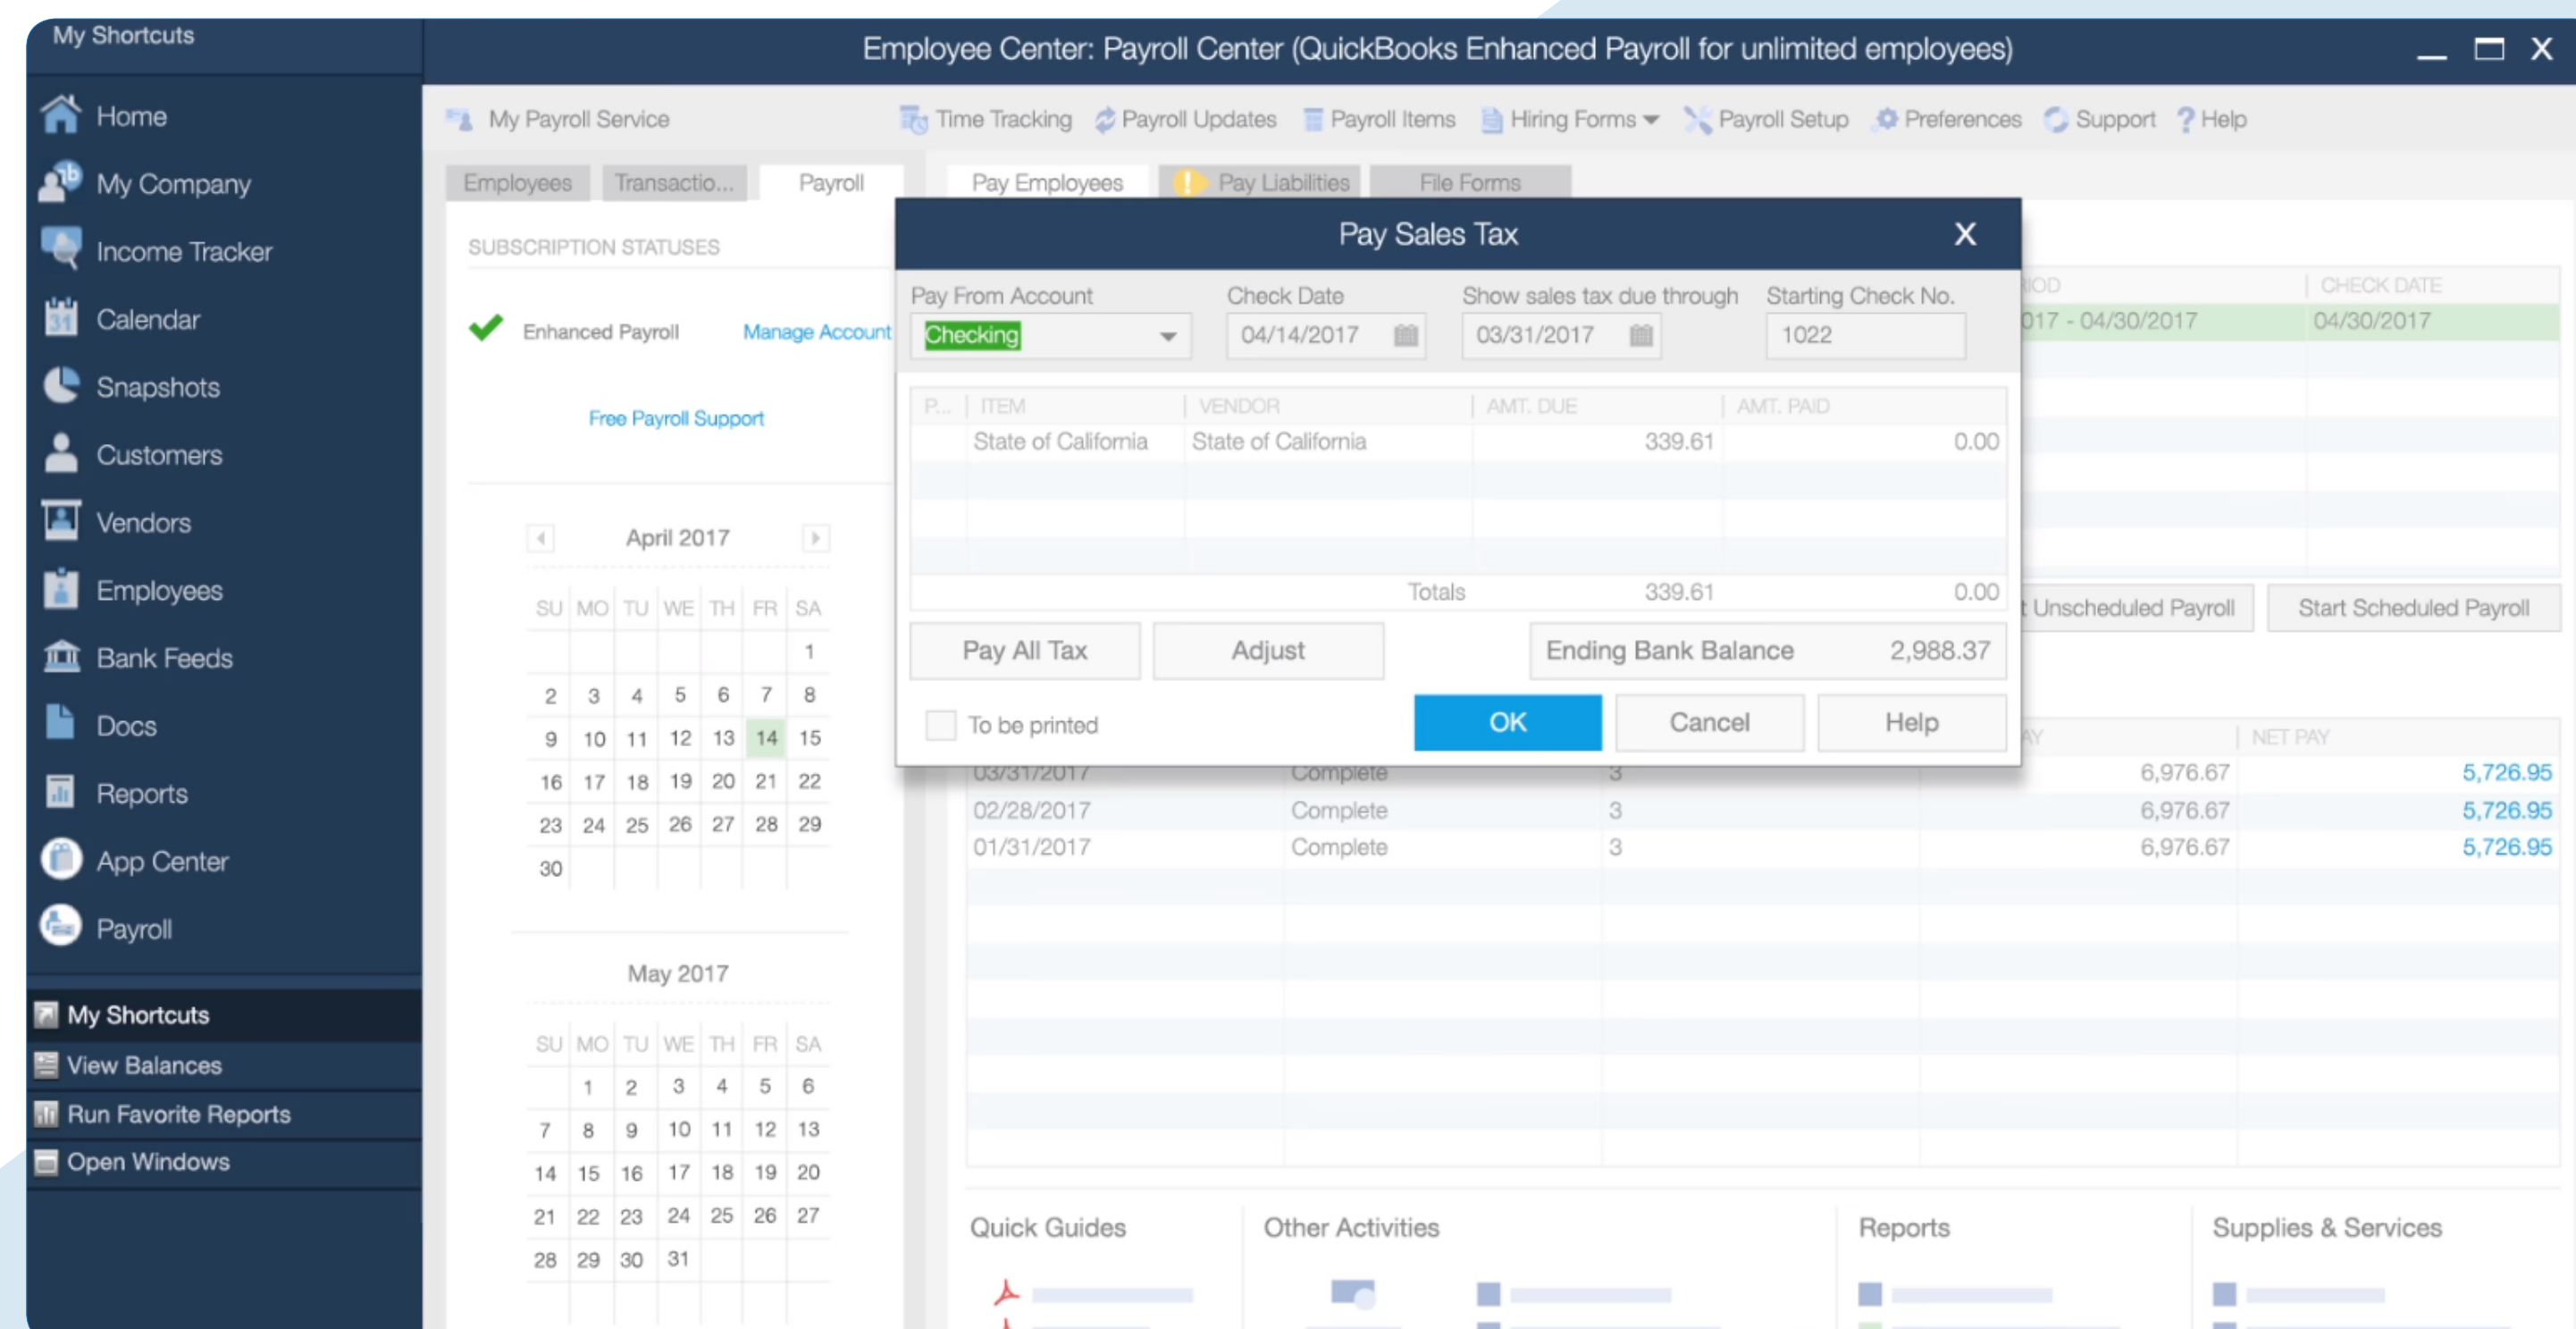 My Shortcuts
Home
My Company
Income Tracker
Calendar
Snapshots
Customers
Vendors
Employees
Bank Feeds
Docs
Reports
App Center
Payroll
My Shortcuts
View Balances
Run Favorite Reports
Open Windows
Employee Center: Payroll Center (QuickBooks Enhanced Payroll for unlimited employees)
My Payroll Service Time Tracking Payroll Updates Payroll Items Hiring Forms Payroll Setup Preferences Support ? Help
Employees Transactio... Payroll
SUBSCRIPTION STATUSES
Enhanced Payroll Manage Account
Free Payroll Support
April 2017
SU MO TU WE TH FR SA
1
2 3 4 5 6 7 8
9 10 11 12 13 14 15
16 17 18 19 20 21 22
23 24 25 26 27 28 29
30
May 2017
SU MO TU WE TH FR SA
1 2 3 4 5 6
7 8 9 10 11 12 13
14 15 16 17 18 19 20
21 22 23 24 25 26 27
28 29 30 31
Pay Employees Pay Liabilities File Forms
Pay Sales Tax X
Pay From Account Check Date Show sales tax due through Starting Check No.
Checking 04/14/2017 03/31/2017 1022
P... ITEM VENDOR AMT. DUE AMT. PAID
State of California State of California 339.61 0.00
Totals 339.61 0.00
Pay All Tax Adjust Ending Bank Balance 2,988.37
To be printed OK Cancel Help
IOD CHECK DATE
017 - 04/30/2017 04/30/2017
t Unscheduled Payroll Start Scheduled Payroll
AY NET PAY
03/31/2017 Complete 3 6,976.67 5,726.95
02/28/2017 Complete 3 6,976.67 5,726.95
01/31/2017 Complete 3 6,976.67 5,726.95
Quick Guides Other Activities Reports Supplies & Services